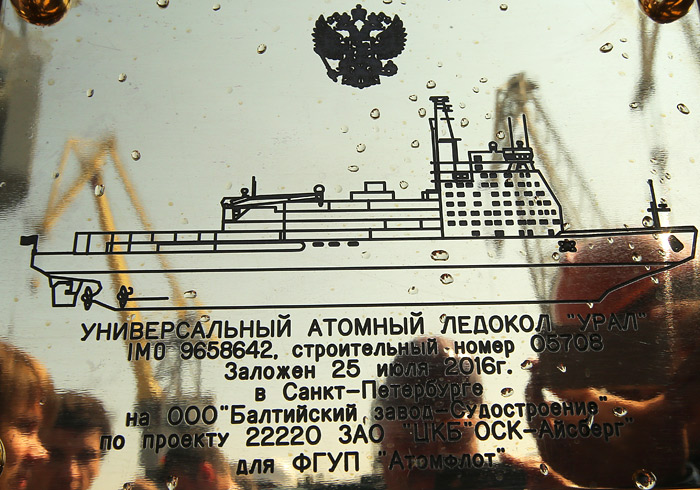 УНИВЕРСАЛЬНЫЙ АТОМНЫЙ ЛЕДОКОЛ "УРАЛ"
IMO 9658642, строительный номер 05708
Заложен 25 июля 2016г.
в Санкт-Петербурге
на ООО"Балтийский завод-Судостроение"
по проекту 22220 ЗАО "ЦКБ"ОСК-Айсберг"
для ФГУП "Атомфлот"